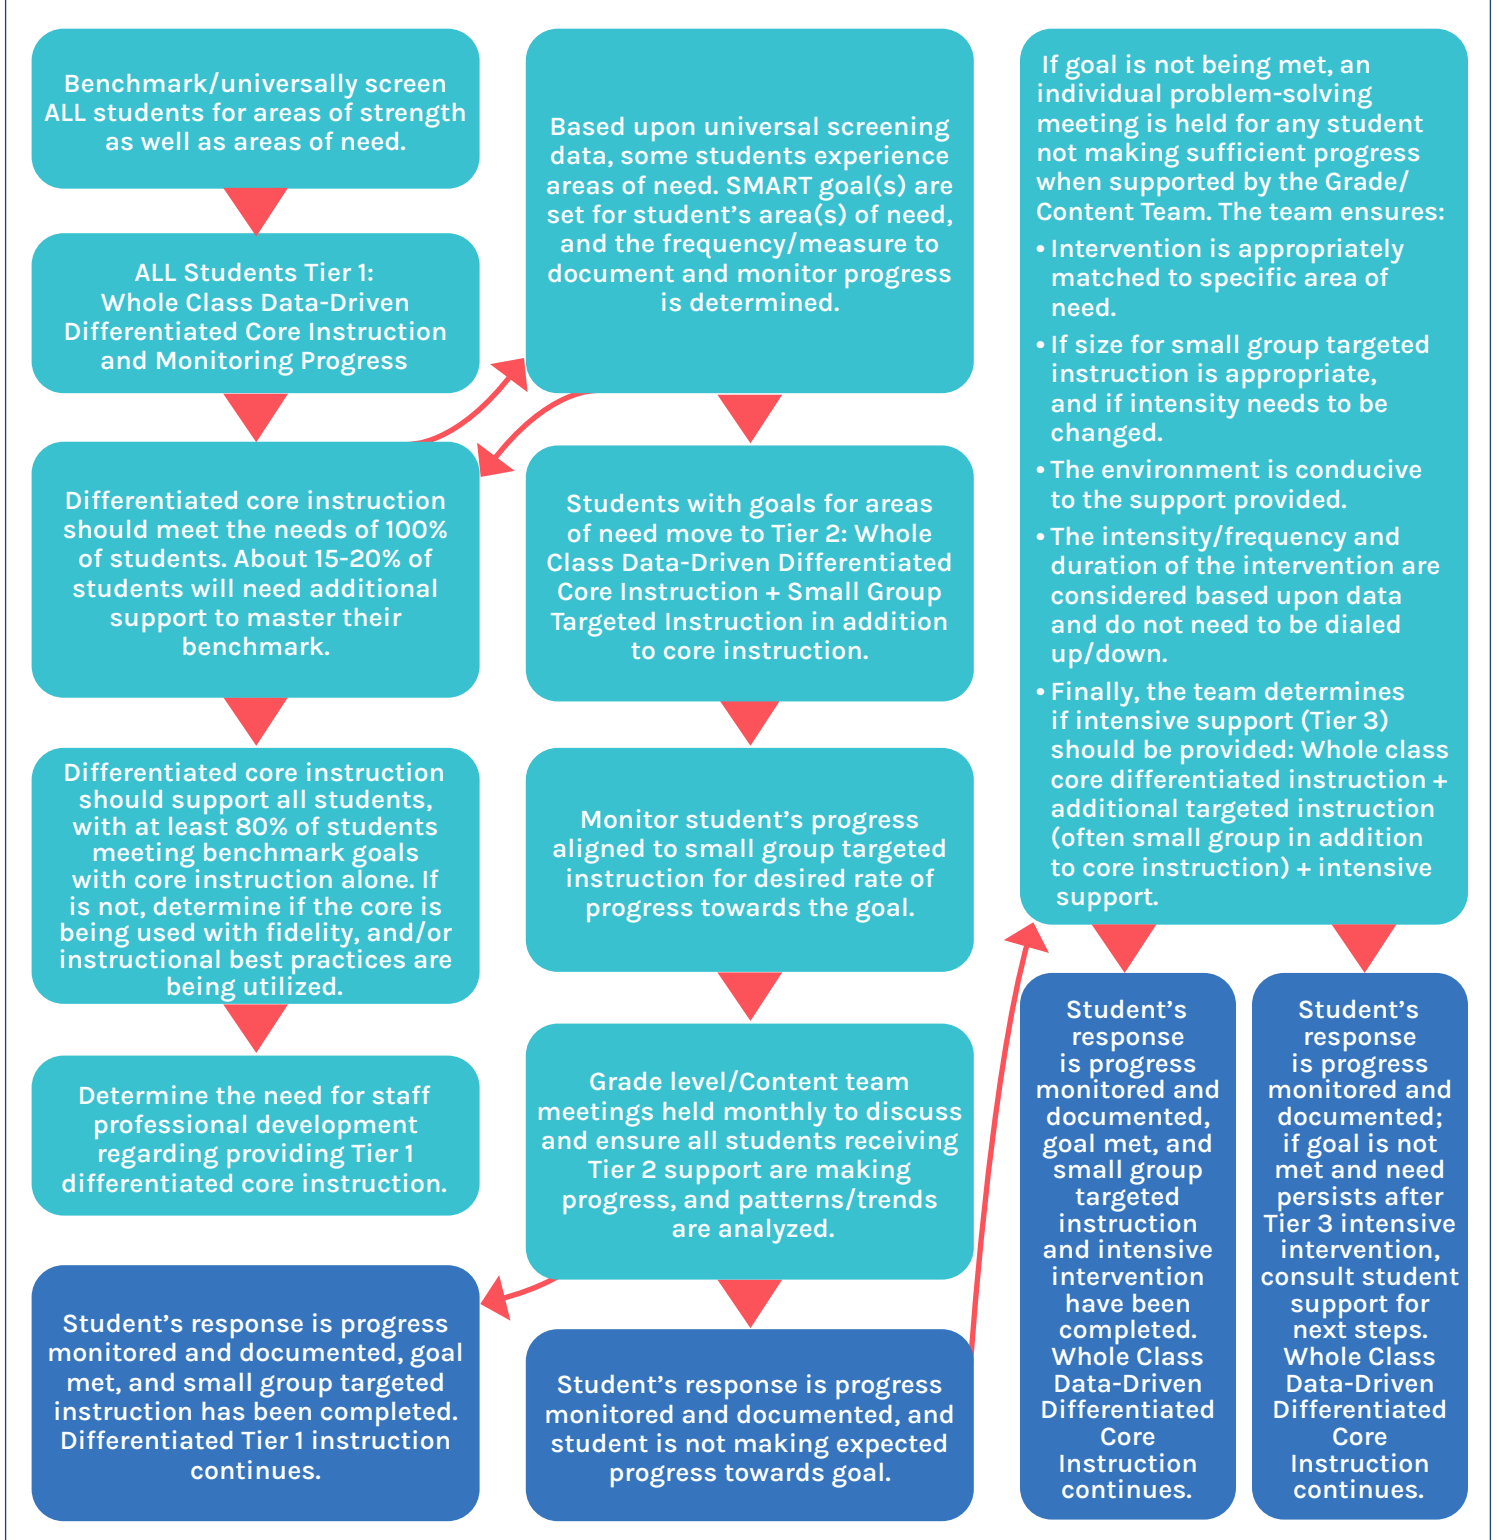 Benchmark/universally screen
ALL students for areas of strength
as well as areas of need.
ALL Students Tier 1:
Whole Class Data-Driven
Differentiated Core Instruction
and Monitoring Progress
Differentiated core instruction
should meet the needs of 100%
of students. About 15-20% of
students will need additional
support to master their
benchmark.
Differentiated core instruction
should support all students,
with at least 80% of students
meeting benchmark goals
with core instruction alone. If
is not, determine if the core is
being used with fidelity, and/or
instructional best practices are
being utilized.
Determine the need for staff
professional development
regarding providing Tier 1
differentiated core instruction.
Student's response is progress
monitored and documented, goal
met, and small group targeted
instruction has been completed.
Differentiated Tier 1 instruction
continues.
Based upon universal screening
data, some students experience
areas of need. SMART goal(s) are
set for student's area(s) of need,
and the frequency/measure to
document and monitor progress
is determined.
Students with goals for areas
of need move to Tier 2: Whole
Class Data-Driven Differentiated
Core Instruction + Small Group
Targeted Instruction in addition
to core instruction.
Monitor student's progress
aligned to small group targeted
instruction for desired rate of
progress towards the goal.
Grade level/Content team
meetings held monthly to discuss
and ensure all students receiving
Tier 2 support are making
progress, and patterns/trends
are analyzed.
Student's response is progress
monitored and documented, and
student is not making expected
progress towards goal.
If goal is not being met, an
individual problem-solving
meeting is held for any student
not making sufficient progress
when supported by the Grade/
Content Team. The team ensures:
• Intervention is appropriately
matched to specific area of
need.
• If size for small group targeted
instruction is appropriate,
and if intensity needs to be
changed.
• The environment is conducive
to the support provided.
• The intensity/frequency and
duration of the intervention are
considered based upon data
and do not need to be dialed
up/down.
• Finally, the team determines
if intensive support (Tier 3)
should be provided: Whole class
core differentiated instruction +
additional targeted instruction
(often small group in addition
to core instruction) + intensive
support.
Student's
response
is progress
monitored and
documented,
goal met, and
small group
targeted
instruction
and intensive
intervention
have been
completed.
Whole Class
Data-Driven
Differentiated
Core
Instruction
continues.
Student's
response
is progress
monitored and
documented;
if goal is not
met and need
persists after
Tier 3 intensive
intervention,
consult student
support for
next steps.
Whole Class
Data-Driven
Differentiated
Core
Instruction
continues.